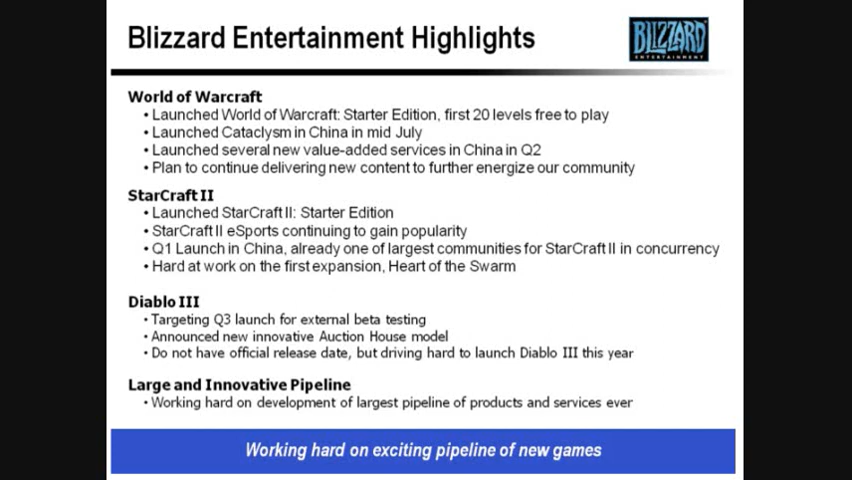 Blizzard Entertainment Highlights
BLIZZARD
ENTERTAINMENT
World of Warcraft
• Launched World of Warcraft: Starter Edition, first 20 levels free to play
• Launched Cataclysm in China in mid July
• Launched several new value-added services in China in Q2
• Plan to continue delivering new content to further energize our community
StarCraft II
• Launched StarCraft II: Starter Edition
• StarCraft II eSports continuing to gain popularity
• Q1 Launch in China, already one of largest communities for StarCraft II in concurrency
• Hard at work on the first expansion, Heart of the Swarm
Diablo III
• Targeting Q3 launch for external beta testing
• Announced new innovative Auction House model
• Do not have official release date, but driving hard to launch Diablo III this year
Large and Innovative Pipeline
• Working hard on development of largest pipeline of products and services ever
Working hard on exciting pipeline of new games